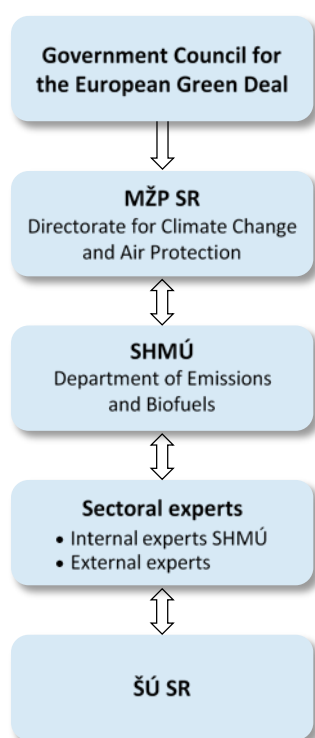 Government Council for
the European Green Deal
MŽP SR
Directorate for Climate Change
and Air Protection
SHMÚ
Department of Emissions
and Biofuels
Sectoral experts
• Internal experts SHMÚ
• External experts
ŠÚ SR